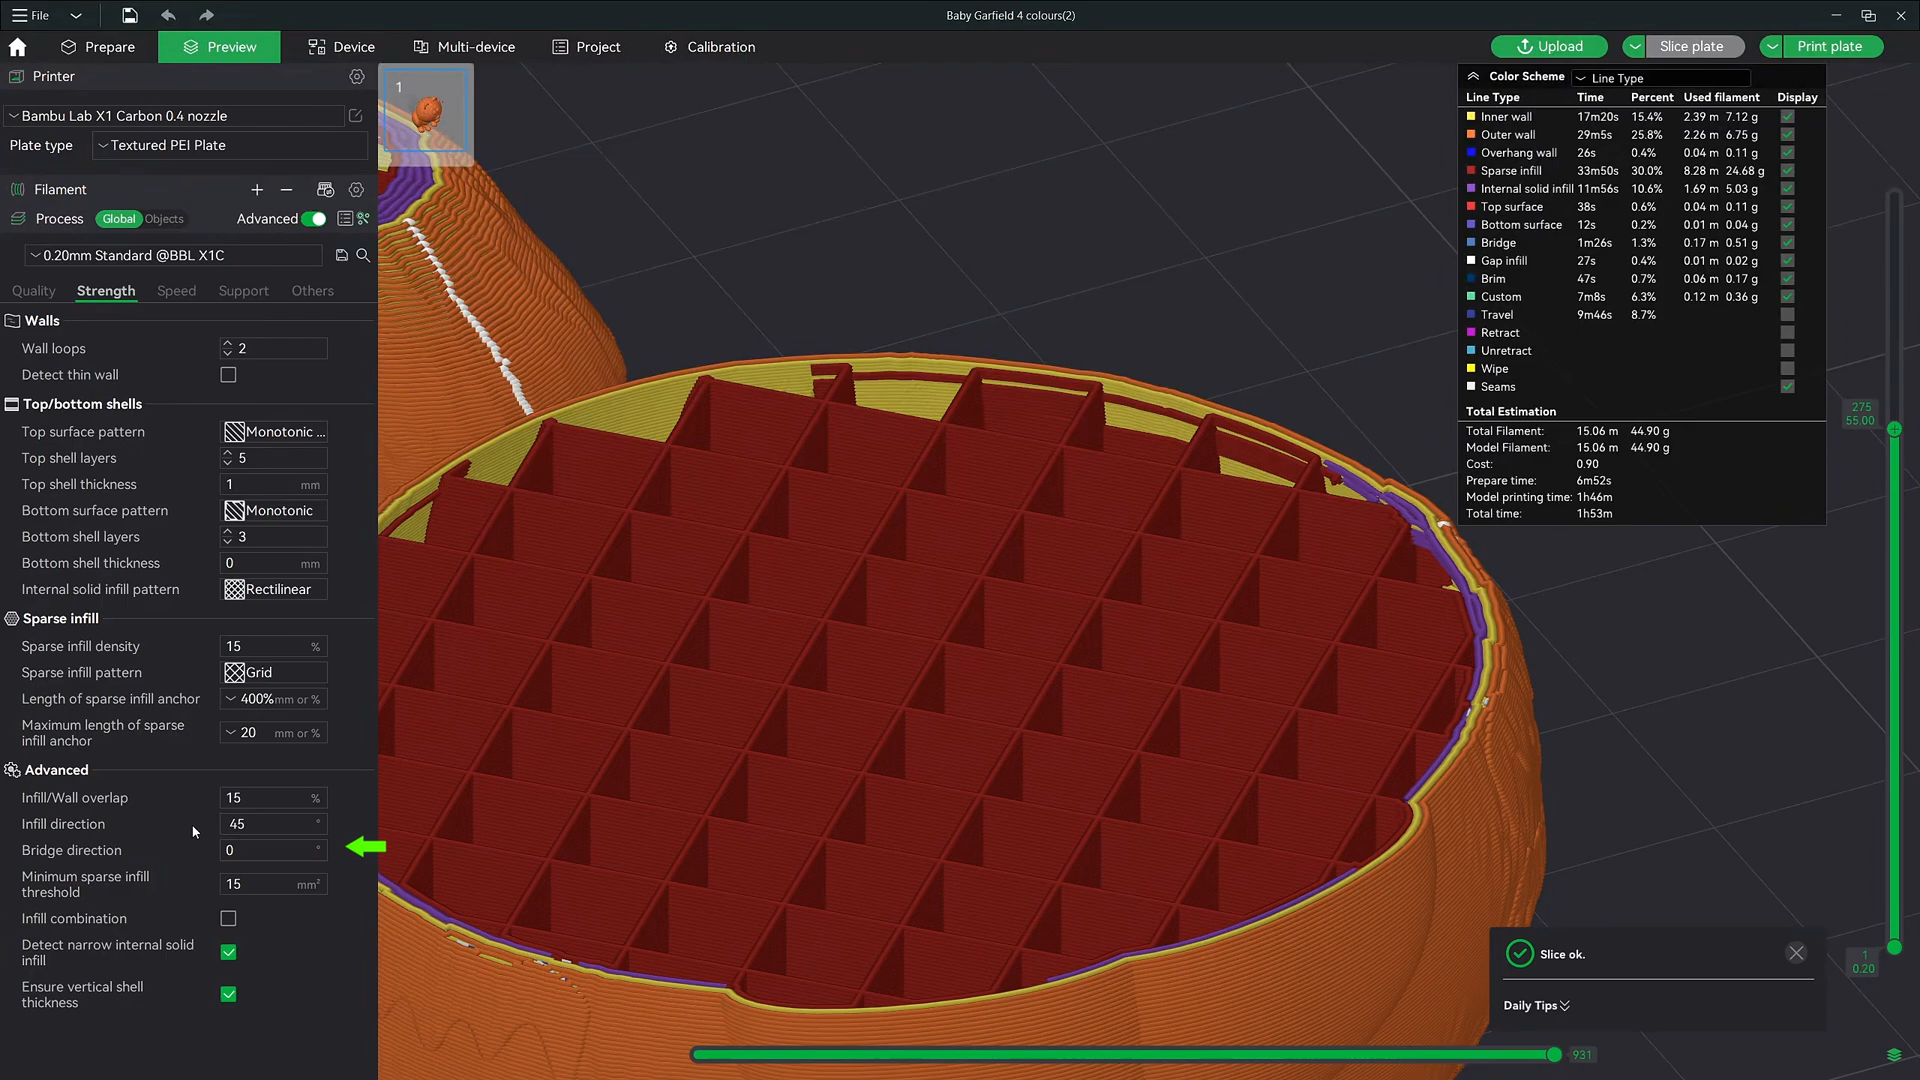 File
Baby Garfield 4 colours(2)
Prepare
Preview
Device
Multi-device
Project
Calibration
Upload
Slice plate
Print plate
Printer
Bambu Lab X1 Carbon 0.4 nozzle
Plate type
Textured PEI Plate
Filament
Process
Global
Objects
Advanced
0.20mm Standard @BBL X1C
Quality
Strength
Speed
Support
Others
Walls
Wall loops
2
Detect thin wall
Top/bottom shells
Top surface pattern
Monotonic ...
Top shell layers
5
Top shell thickness
1 mm
Bottom surface pattern
Monotonic
Bottom shell layers
3
Bottom shell thickness
0 mm
Internal solid infill pattern
Rectilinear
Sparse infill
Sparse infill density
15 %
Sparse infill pattern
Grid
Length of sparse infill anchor
400% mm or %
Maximum length of sparse
infill anchor
20 mm or %
Advanced
Infill/Wall overlap
15 %
Infill direction
45 °
Bridge direction
0 °
Minimum sparse infill
threshold
15 mm²
Infill combination
Detect narrow internal solid
infill
Ensure vertical shell
thickness
1
Color Scheme
Line Type
Line Type Time Percent Used filament Display
Inner wall 17m20s 15.4% 2.39 m 7.12 g
Outer wall 29m5s 25.8% 2.26 m 6.75 g
Overhang wall 26s 0.4% 0.04 m 0.11 g
Sparse infill 33m50s 30.0% 8.28 m 24.68 g
Internal solid infill 11m56s 10.6% 1.69 m 5.03 g
Top surface 38s 0.6% 0.04 m 0.11 g
Bottom surface 12s 0.2% 0.01 m 0.04 g
Bridge 1m26s 1.3% 0.17 m 0.51 g
Gap infill 27s 0.4% 0.01 m 0.02 g
Brim 47s 0.7% 0.06 m 0.17 g
Custom 7m8s 6.3% 0.12 m 0.36 g
Travel 9m46s 8.7%
Retract
Unretract
Wipe
Seams
Total Estimation
Total Filament: 15.06 m 44.90 g
Model Filament: 15.06 m 44.90 g
Cost: 0.90
Prepare time: 6m52s
Model printing time: 1h46m
Total time: 1h53m
275
55.00
1
0.20
Slice ok.
Daily Tips
931